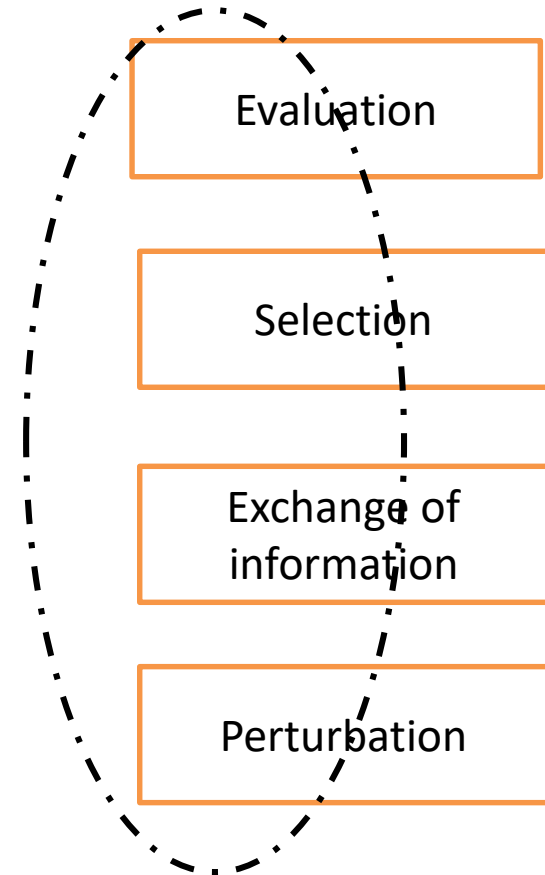 Evaluation
Selection
Exchange of
information
Perturbation